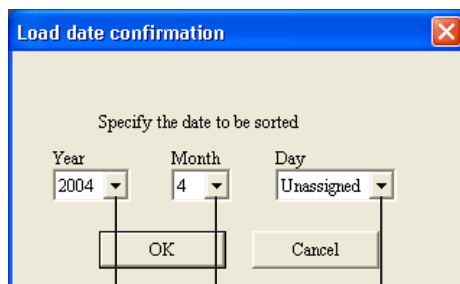 Load date confirmation
Specify the date to be sorted
Year Month Day
2004 4 Unassigned
OK Cancel